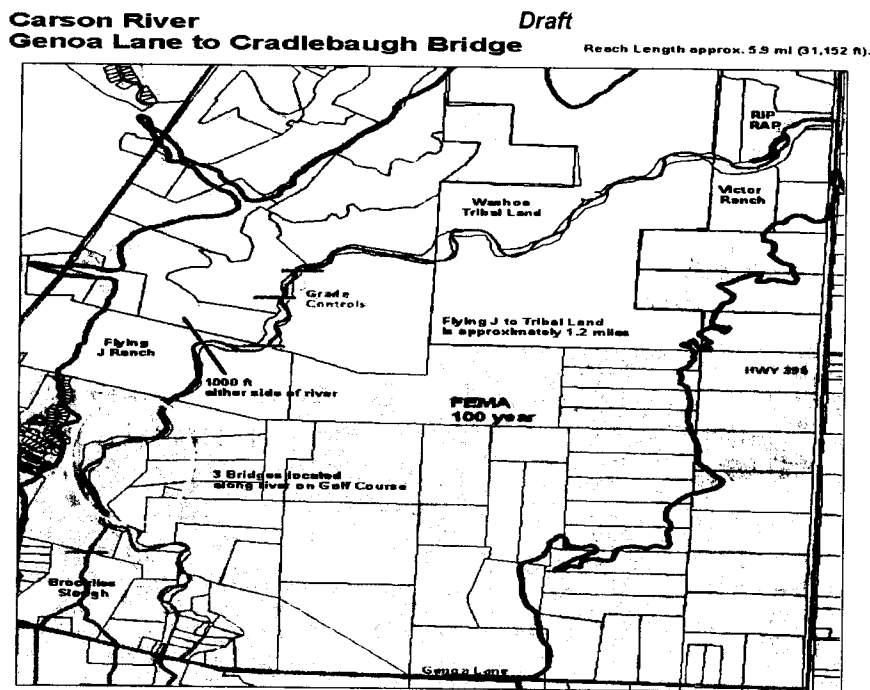 Carson River
Draft
Genoa Lane to Cradlebaugh Bridge
Reach Length approx. 5.9 mi (31,152 ft).
RIP
RAP
Victor
Ranch
Washoe
Tribal Land
Grade
Controls
Flying J to Tribal Land
is approximately 1.2 miles
Flying
J Ranch
HWY 395
1000 ft
either side of river
FEMA
100 year
3 Bridges located
along river on Golf Course
Brockliss
Slough
Genoa Lane